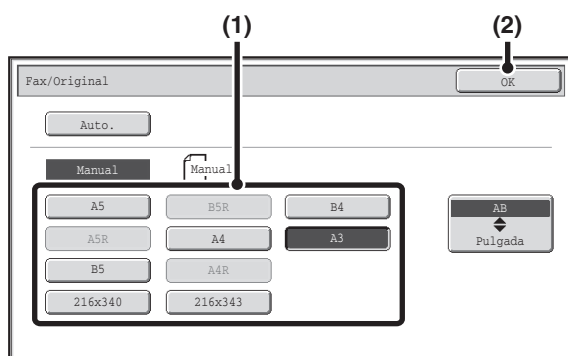 (1) (2)
Fax/Original OK
Auto.
Manual Manual
A5 B5R B4 AB
A5R A4 A3 Pulgada
B5 A4R
216x340 216x343